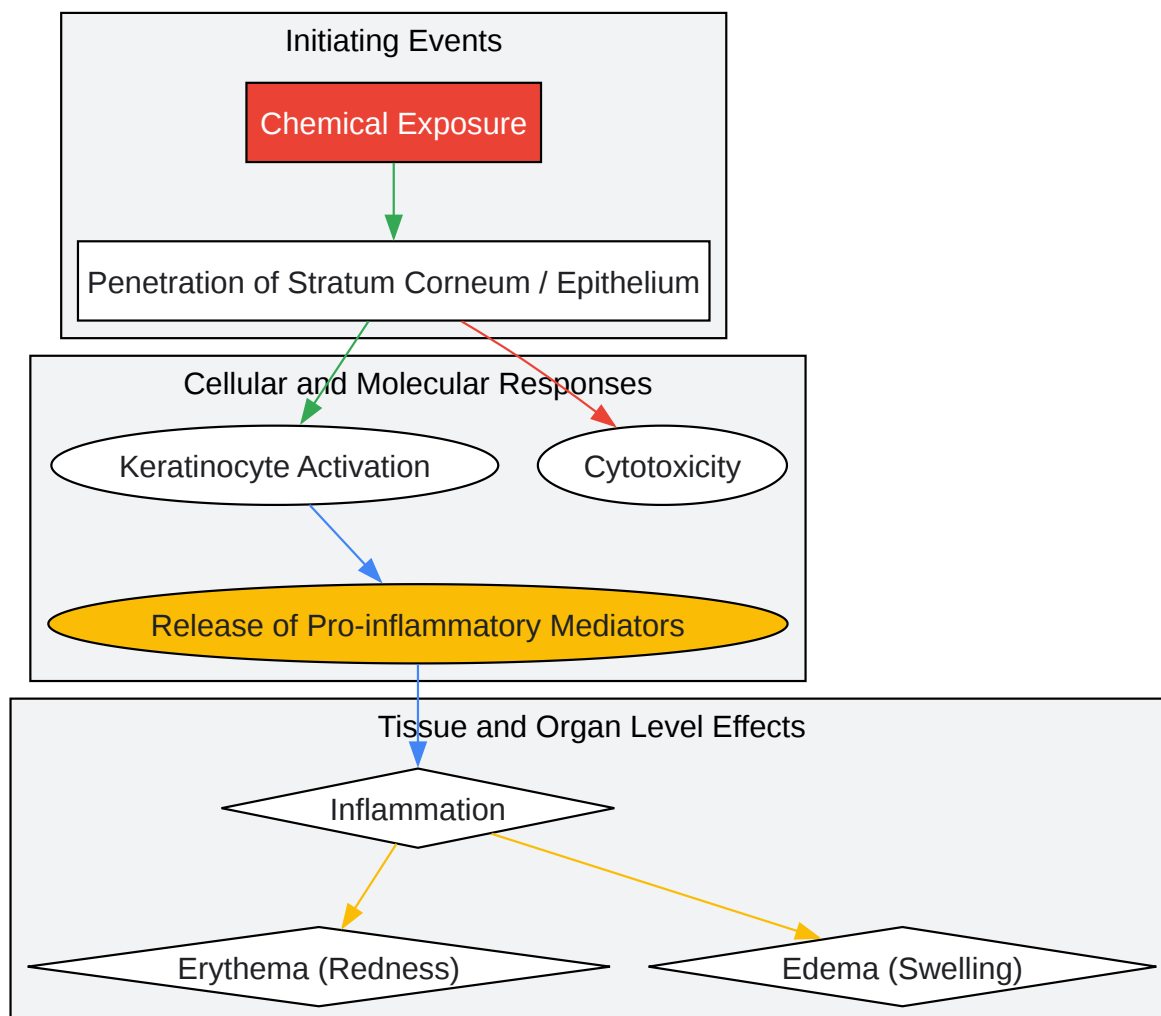 Initiating Events
Chemical Exposure
Penetration of Stratum Corneum / Epithelium
Cellular and Molecular Responses
Keratinocyte Activation
Cytotoxicity
Release of Pro-inflammatory Mediators
Tissue and Organ Level Effects
Inflammation
Erythema (Redness)
Edema (Swelling)